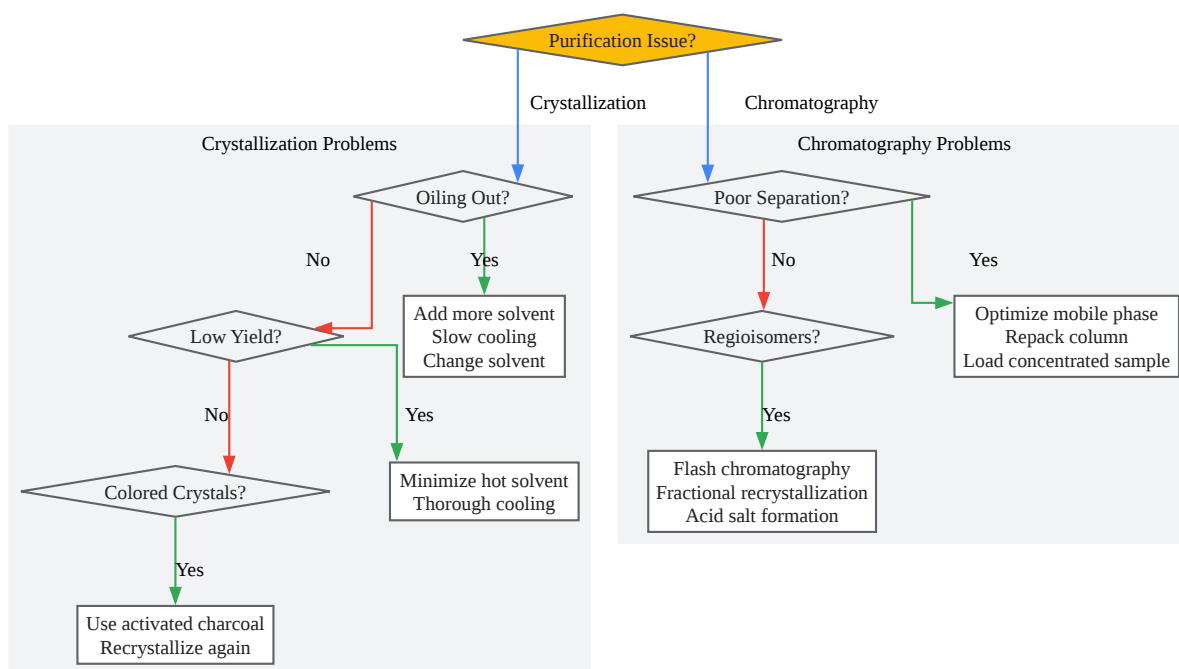 Purification Issue?
Crystallization
Chromatography
Crystallization Problems
Chromatography Problems
Oiling Out?
Poor Separation?
No
Yes
No
Yes
Add more solvent
Slow cooling
Change solvent
Low Yield?
Regioisomers?
Optimize mobile phase
Repack column
Load concentrated sample
No
Yes
Yes
Colored Crystals?
Minimize hot solvent
Thorough cooling
Flash chromatography
Fractional recrystallization
Acid salt formation
Yes
Use activated charcoal
Recrystallize again